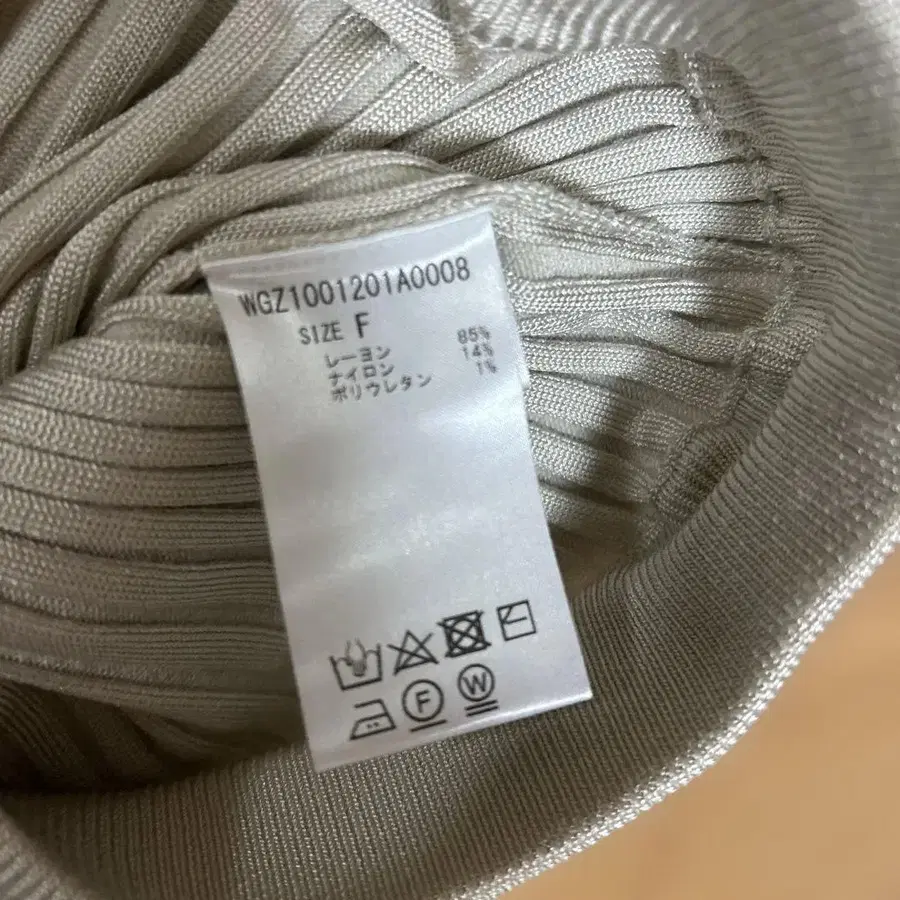 WGZ1001201A0008
SIZE F
レーヨン 85%
ナイロン 14%
ポリウレタン 1%
F W